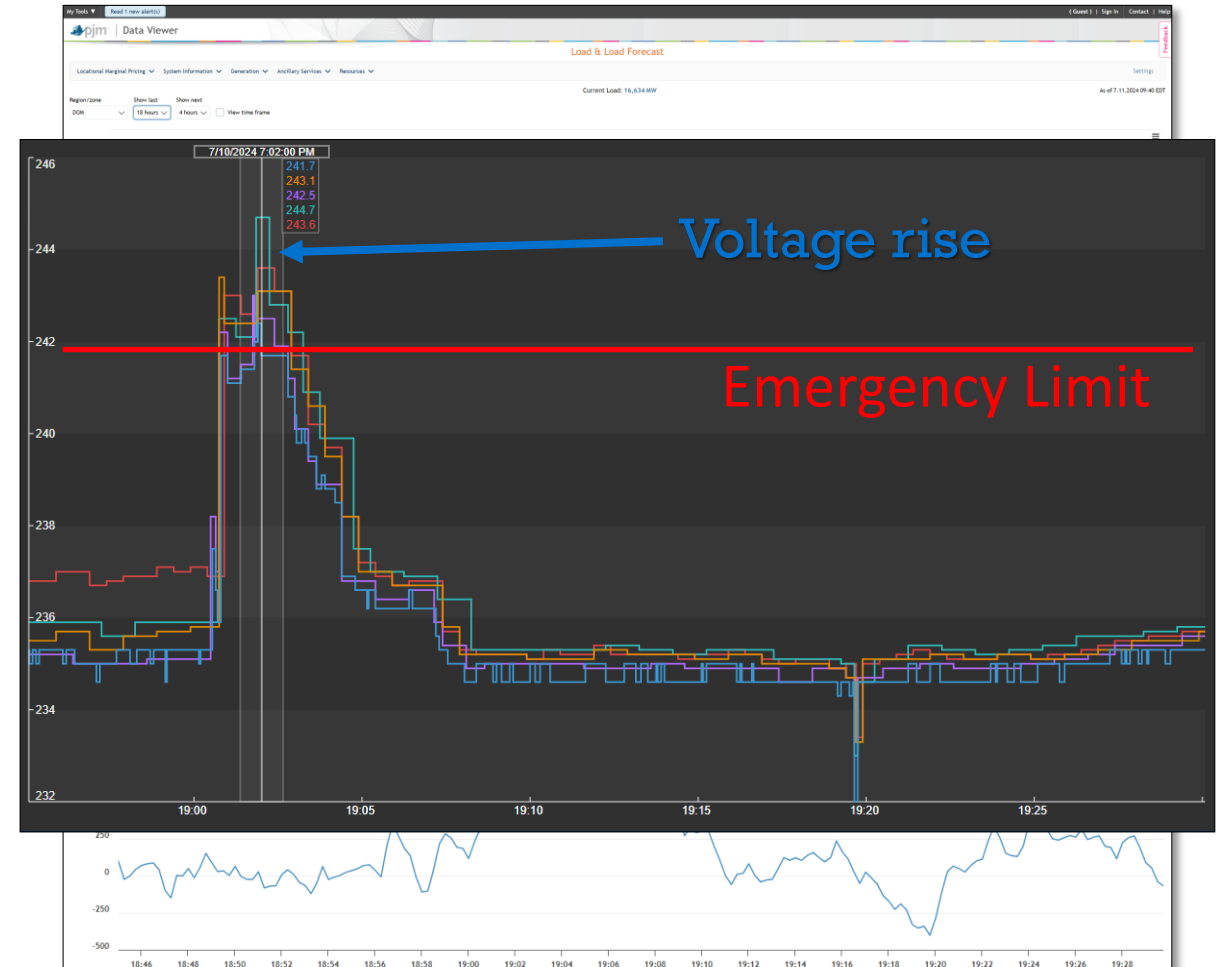 My Tools ▼ Read 1 new alert(s) ( Guest ) | Sign In | Contact | Help
pjm | Data Viewer
Feedback
Load & Load Forecast
Locational Marginal Pricing System Information Generation Ancillary Services Resources Settings
Current Load: 16,634 MW As of 7.11.2024 09:40 EDT
Region/zone Show last Show next
DOM 18 hours 4 hours View time frame
7/10/2024 7:02:00 PM
246
241.7
243.1
242.5
244.7
243.6
Voltage rise
244
242
Emergency Limit
240
238
236
234
232
19:00 19:05 19:10 19:15 19:20 19:25
250
0
-250
-500
18:46 18:48 18:50 18:52 18:54 18:56 18:58 19:00 19:02 19:04 19:06 19:08 19:10 19:12 19:14 19:16 19:18 19:20 19:22 19:24 19:26 19:28